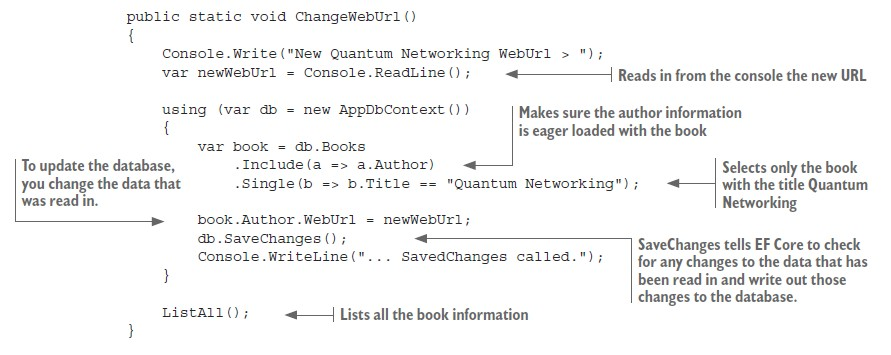 public static void ChangeWebUrl()
{
Console.Write("New Quantum Networking WebUrl > ");
var newWebUrl = Console.ReadLine();
Reads in from the console the new URL
using (var db = new AppDbContext())
{
Makes sure the author information
is eager loaded with the book
var book = db.Books
.Include(a => a.Author)
.Single(b => b.Title == "Quantum Networking");
Selects only the book
with the title Quantum
Networking
To update the database,
you change the data that
was read in.
book.Author.WebUrl = newWebUrl;
db.SaveChanges();
Console.WriteLine("... SavedChanges called.");
SaveChanges tells EF Core to check
for any changes to the data that has
been read in and write out those
changes to the database.
}
ListAll();
Lists all the book information
}